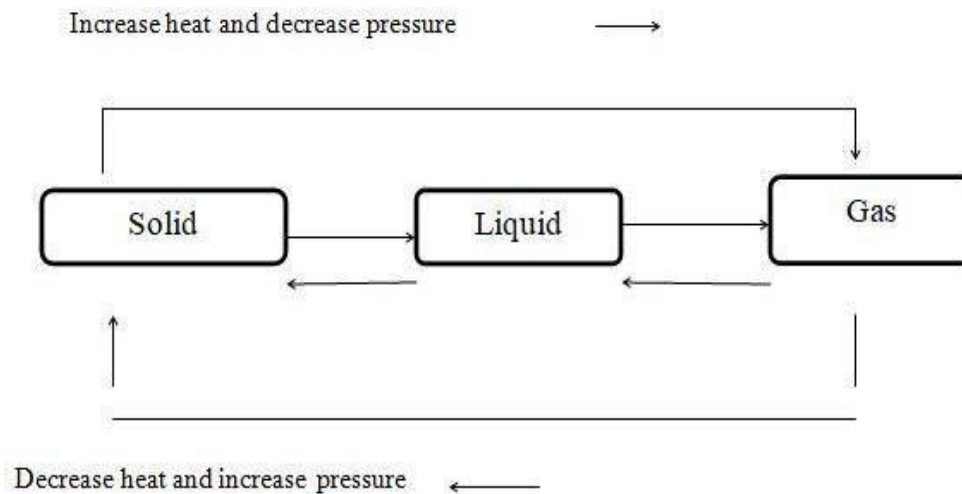 Increase heat and decrease pressure
Solid
Liquid
Gas
Decrease heat and increase pressure